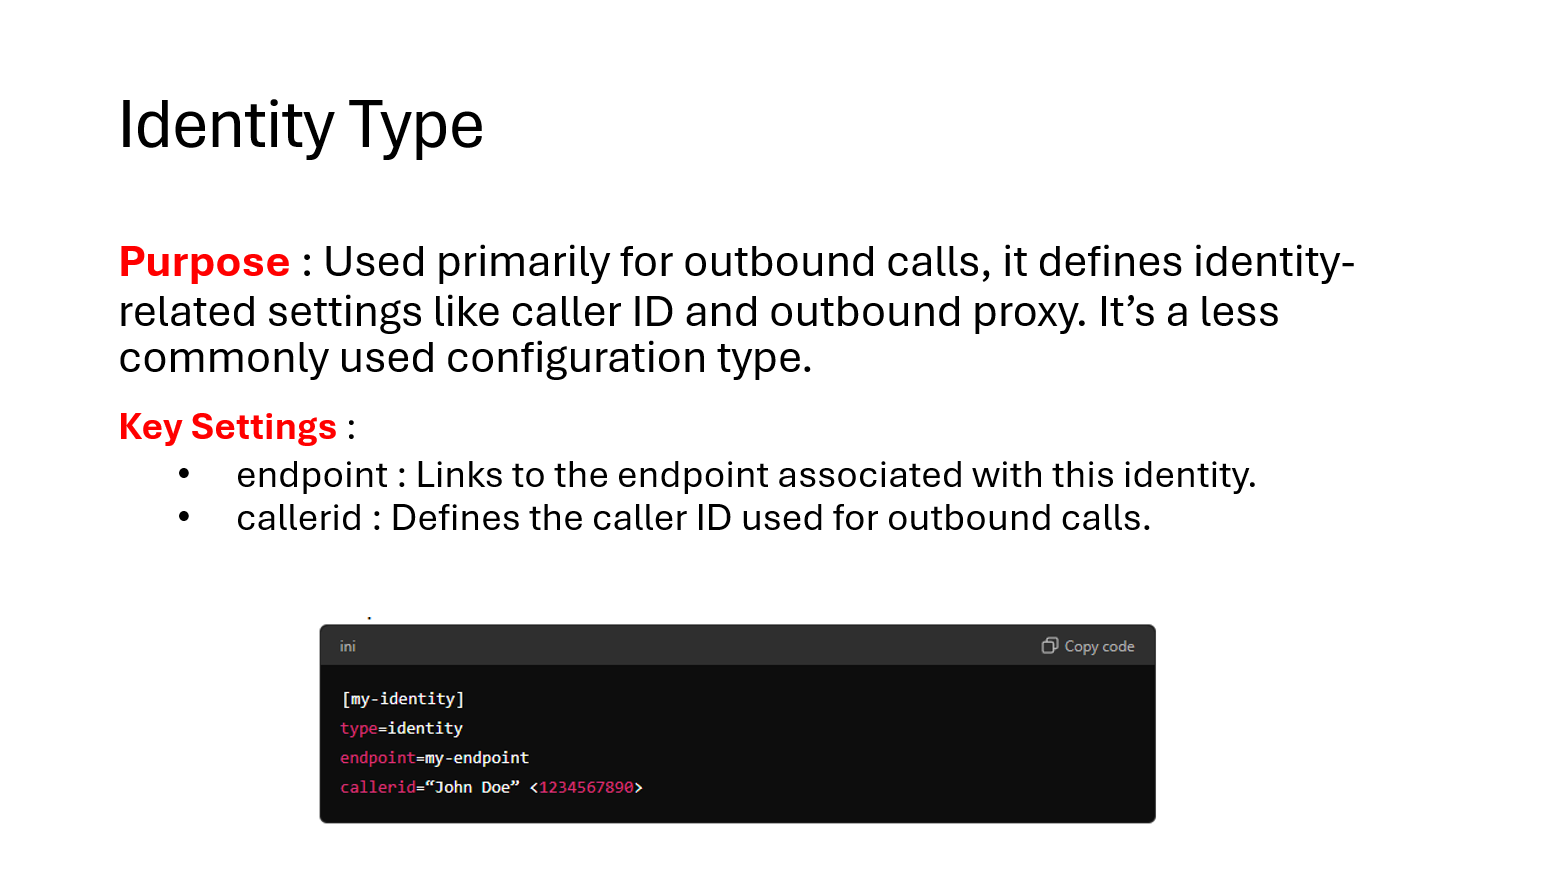 Identity Type
Purpose : Used primarily for outbound calls, it defines identity-
related settings like caller ID and outbound proxy. It’s a less
commonly used configuration type.
Key Settings :
• endpoint : Links to the endpoint associated with this identity.
• callerid : Defines the caller ID used for outbound calls.
ini Copy code
[my-identity]
type=identity
endpoint=my-endpoint
callerid=“John Doe” <1234567890>